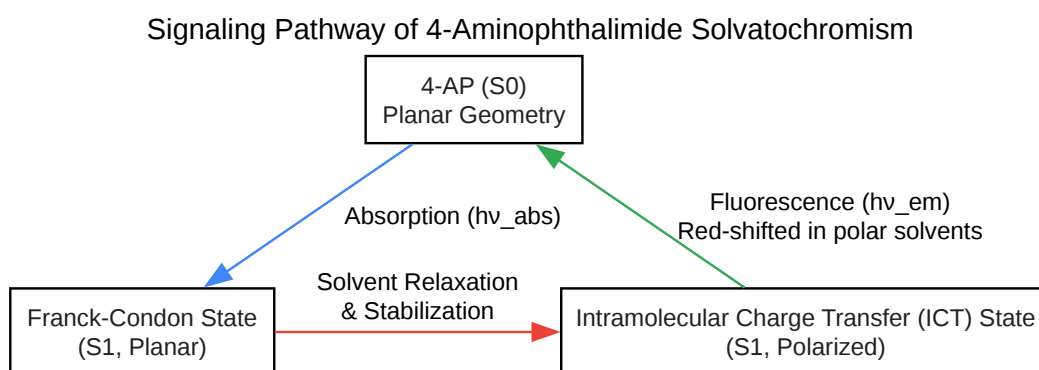 Signaling Pathway of 4-Aminophthalimide Solvatochromism
4-AP (S0)
Planar Geometry
Absorption (hν_abs)
Fluorescence (hν_em)
Red-shifted in polar solvents
Solvent Relaxation
& Stabilization
Franck-Condon State
(S1, Planar)
Intramolecular Charge Transfer (ICT) State
(S1, Polarized)